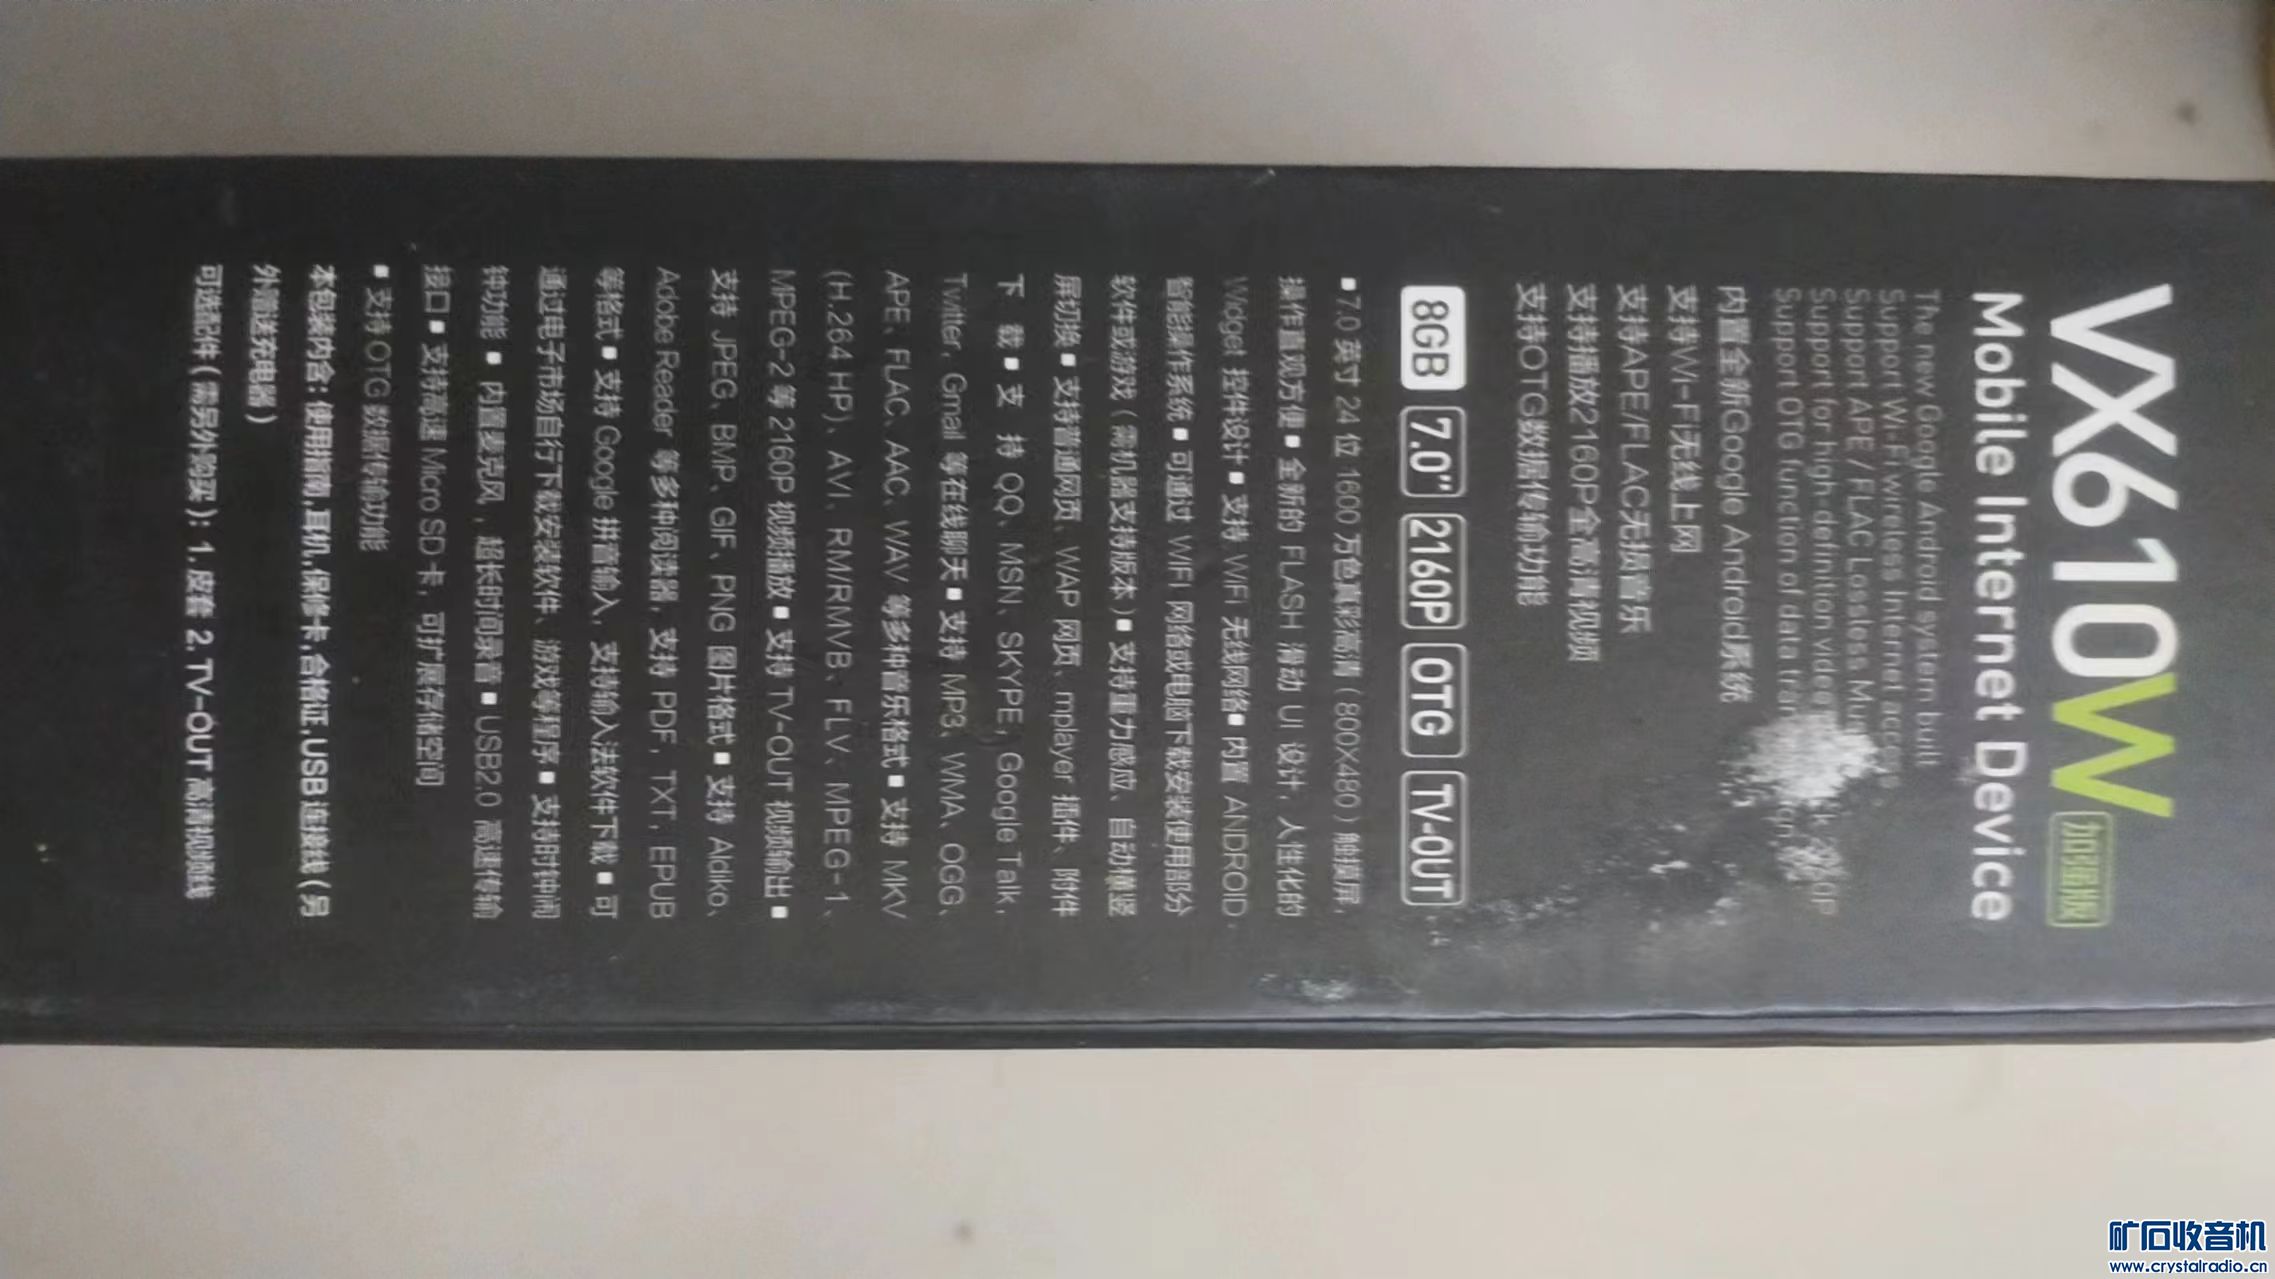 VX610W 加强版
Mobile Internet Device
The new Google Android system built
Support Wi-Fi wireless Internet access
Support APE / FLAC Lossless Mu
Support for high-definition video
Support OTG function of data tran
内置全新Google Android系统
支持Wi-Fi无线上网
支持APE/FLAC无损音乐
支持播放2160P全高清视频
支持OTG数据传输功能
8GB 7.0" 2160P OTG TV-OUT
■ 7.0 英寸 24 位 1600 万色真彩高清（800X480）触摸屏，
操作直观方便 ■ 全新的 FLASH 滑动 UI 设计，人性化的
Widget 控件设计 ■ 支持 WIFI 无线网络 ■ 内置 ANDROID
智能操作系统 ■ 可通过 WIFI 网络或电脑下载安装使用部分
软件或游戏（需机器支持版本）■ 支持重力感应、自动横竖
屏切换 ■ 支持普通网页、WAP 网页、mplayer 插件、附件
下载 ■ 支持 QQ、MSN、SKYPE，Google Talk，
Twitter，Gmail 等在线聊天 ■ 支持 MP3、WMA、OGG、
APE、FLAC、AAC、WAV 等多种音乐格式 ■ 支持 MKV
(H.264 HP)、AVI、RM/RMVB、FLV、MPEG-1、
MPEG-2 等 2160P 视频播放 ■ 支持 TV-OUT 视频输出 ■
支持 JPEG、BMP、GIF、PNG 图片格式 ■ 支持 Aldiko、
Adobe Reader 等多种阅读器，支持 PDF，TXT，EPUB
等格式 ■ 支持 Google 拼音输入，支持输入法软件下载 ■ 可
通过电子市场自行下载安装软件、游戏等程序 ■ 支持时钟闹
钟功能 ■ 内置麦克风，超长时间录音 ■ USB2.0 高速传输
接口 ■ 支持高速 Micro SD 卡，可扩展存储空间
■ 支持 OTG 数据传输功能
本包装内含：使用指南,耳机,保修卡,合格证,USB 连接线（另
外赠送充电器）
可选配件（需另外购买）：1. 皮套 2. TV-OUT 高清视频线
矿石收音机
www.crystalradio.cn